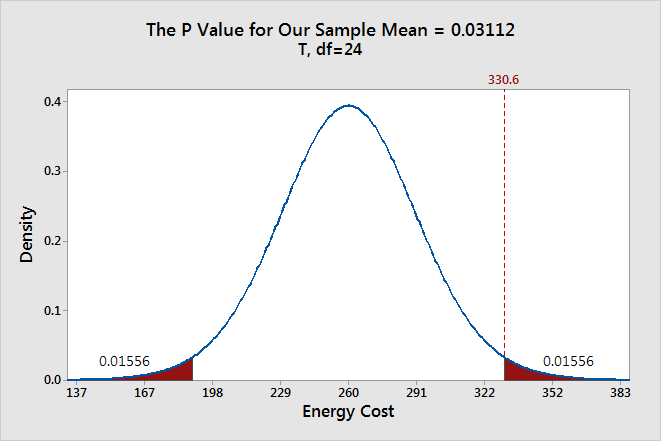 The P Value for Our Sample Mean = 0.03112
T, df=24
330.6
0.4
0.3
0.2
0.1
0.0
Density
0.01556
0.01556
137 167 198 229 260 291 322 352 383
Energy Cost